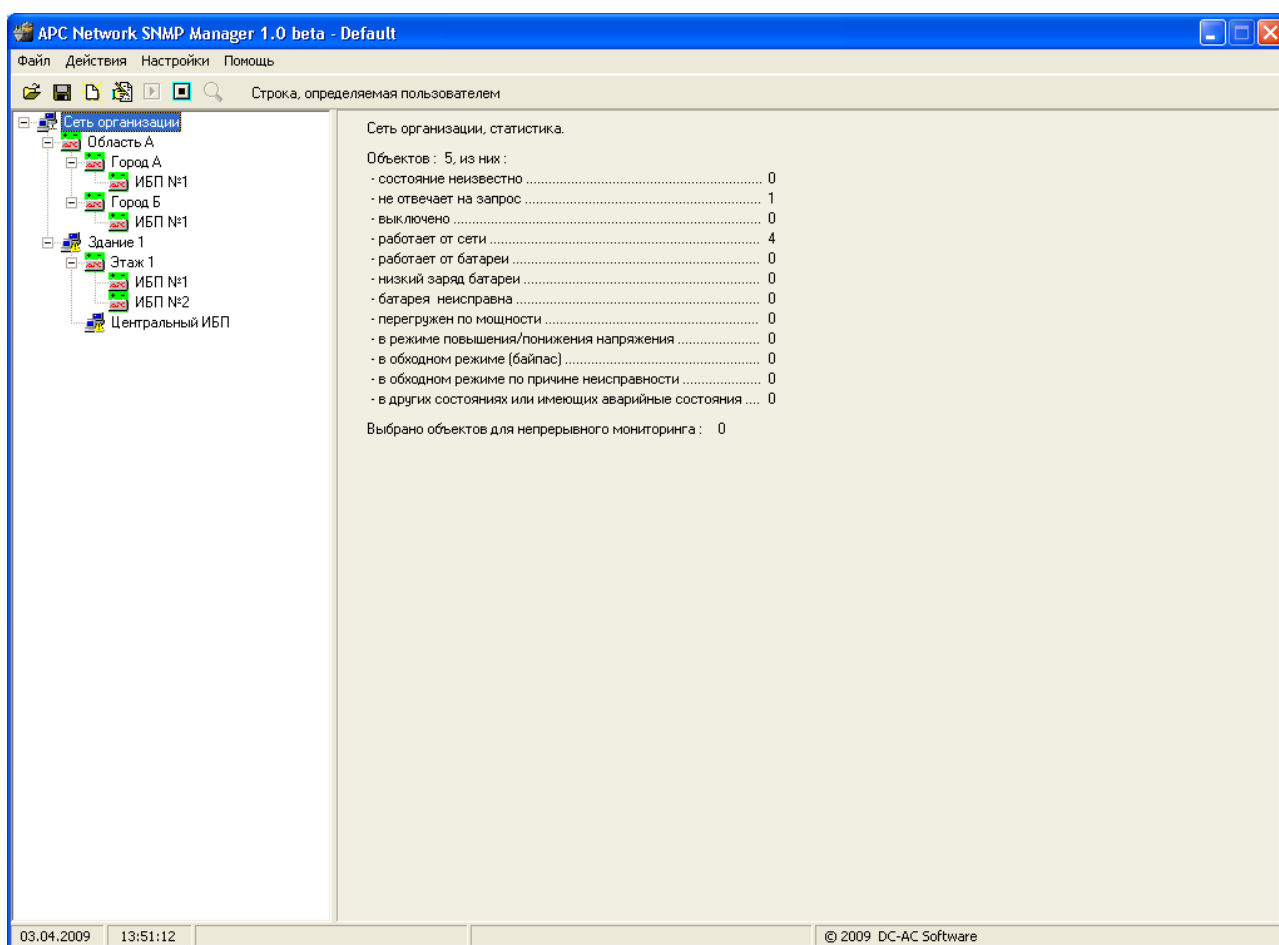 APC Network SNMP Manager 1.0 beta - Default
Файл Действия Настройки Помощь
Строка, определяемая пользователем
Сеть организации
Область А
Город А
ИБП №1
Город Б
ИБП №1
Здание 1
Этаж 1
ИБП №1
ИБП №2
Центральный ИБП
Сеть организации, статистика.
Объектов : 5, из них :
- состояние неизвестно ............................................................. 0
- не отвечает на запрос ............................................................. 1
- выключено ............................................................................... 0
- работает от сети ...................................................................... 4
- работает от батареи ................................................................ 0
- низкий заряд батареи ............................................................. 0
- батарея неисправна ............................................................... 0
- перегружен по мощности ....................................................... 0
- в режиме повышения/понижения напряжения ..................... 0
- в обходном режиме (байпас) .................................................. 0
- в обходном режиме по причине неисправности .................... 0
- в других состояниях или имеющих аварийные состояния .... 0
Выбрано объектов для непрерывного мониторинга : 0
03.04.2009 13:51:12 © 2009 DC-AC Software